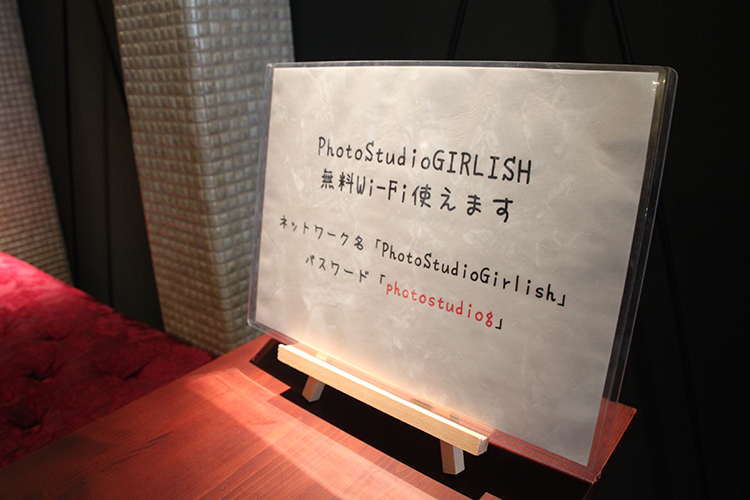 PhotoStudioGIRLISH
無料Wi-Fi使えます
ネットワーク名「PhotoStudioGirlish」
パスワード「photostudiog」